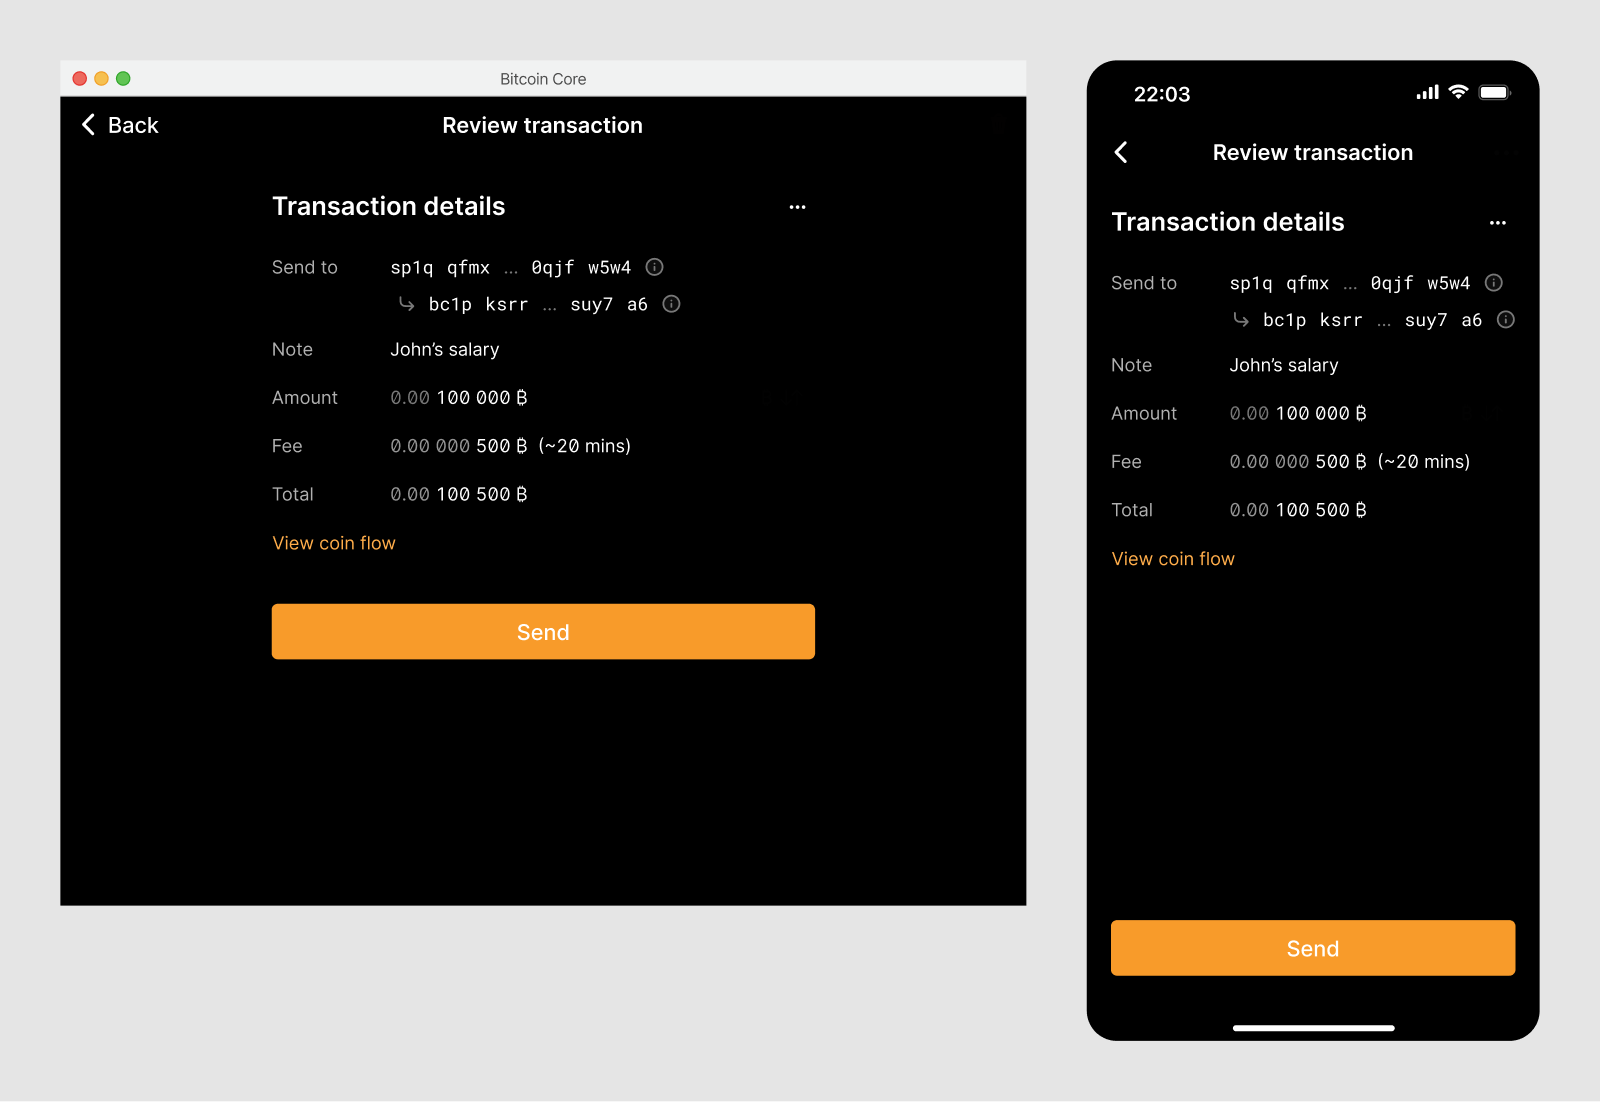 Bitcoin Core
Back
Review transaction
Transaction details
...
Send to sp1q qfmx ... 0qjf w5w4
bc1p ksrr ... suy7 a6
Note John’s salary
Amount 0.00 100 000 ₿
Fee 0.00 000 500 ₿ (~20 mins)
Total 0.00 100 500 ₿
View coin flow
Send
22:03
Review transaction
Transaction details
...
Send to sp1q qfmx ... 0qjf w5w4
bc1p ksrr ... suy7 a6
Note John’s salary
Amount 0.00 100 000 ₿
Fee 0.00 000 500 ₿ (~20 mins)
Total 0.00 100 500 ₿
View coin flow
Send